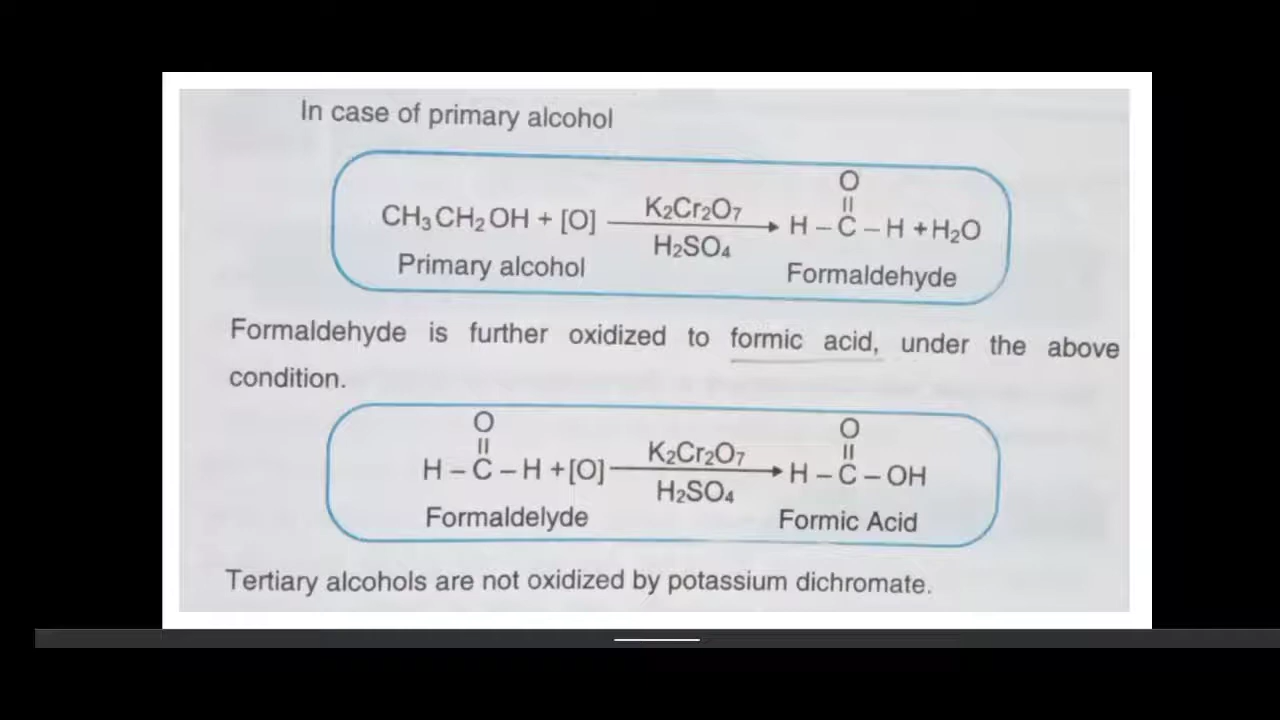 In case of primary alcohol
O
||
CH₃CH₂OH + [O] K₂Cr₂O₇ H – C – H + H₂O
H₂SO₄
Primary alcohol Formaldehyde
Formaldehyde is further oxidized to formic acid, under the above
condition.
O O
|| ||
H – C – H + [O] K₂Cr₂O₇ H – C – OH
H₂SO₄
Formaldelyde Formic Acid
Tertiary alcohols are not oxidized by potassium dichromate.